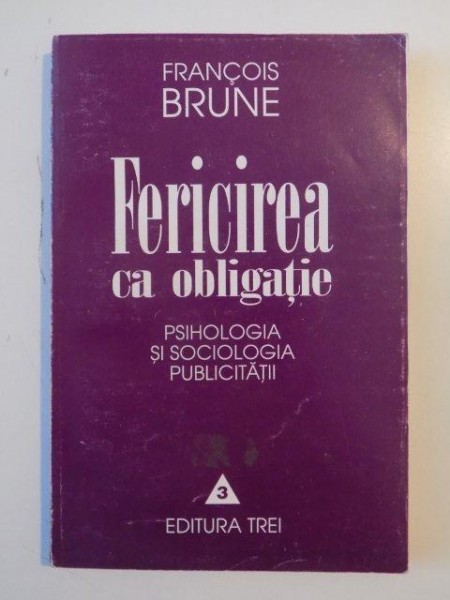 FRANÇOIS
BRUNE
Fericirea
ca obligaţie
PSIHOLOGIA
ŞI SOCIOLOGIA
PUBLICITĂŢII
3
EDITURA TREI